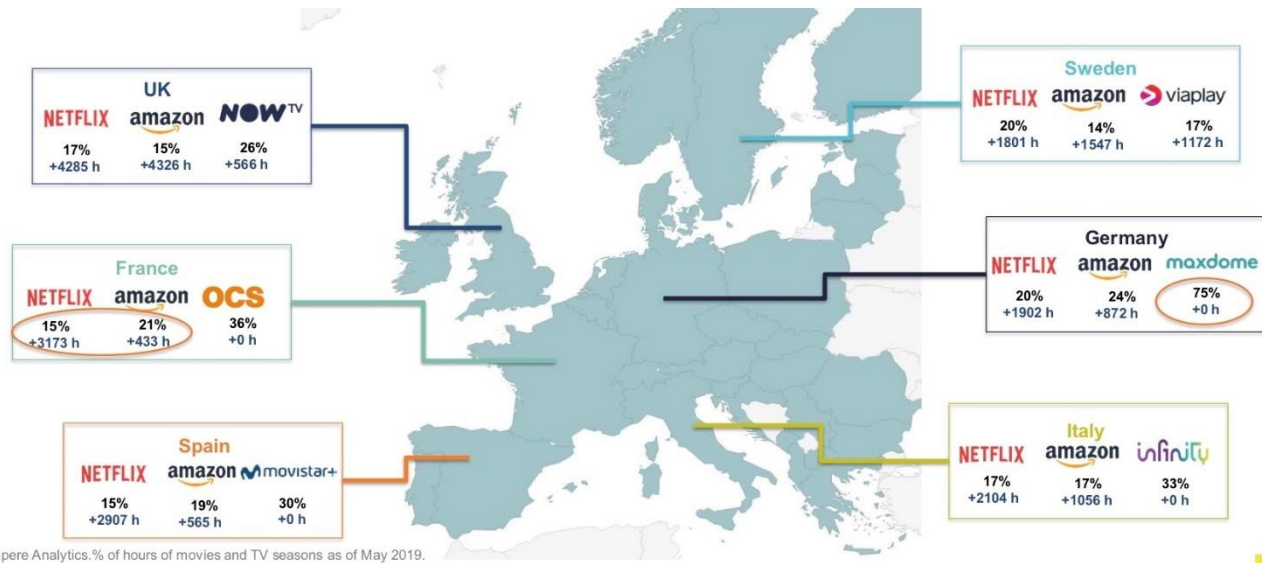 UK
NETFLIX amazon NOW TV
17% 15% 26%
+4285 h +4326 h +566 h
Sweden
NETFLIX amazon viaplay
20% 14% 17%
+1801 h +1547 h +1172 h
France
NETFLIX amazon OCS
15% 21% 36%
+3173 h +433 h +0 h
Germany
NETFLIX amazon maxdome
20% 24% 75%
+1902 h +872 h +0 h
Spain
NETFLIX amazon movistar+
15% 19% 30%
+2907 h +565 h +0 h
Italy
NETFLIX amazon infinity
17% 17% 33%
+2104 h +1056 h +0 h
pere Analytics.% of hours of movies and TV seasons as of May 2019.